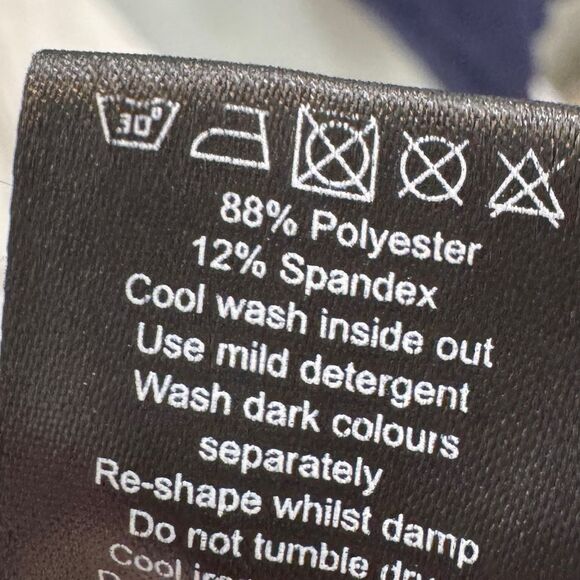 30°
88% Polyester
12% Spandex
Cool wash inside out
Use mild detergent
Wash dark colours
separately
Re-shape whilst damp
Do not tumble dry
Cool